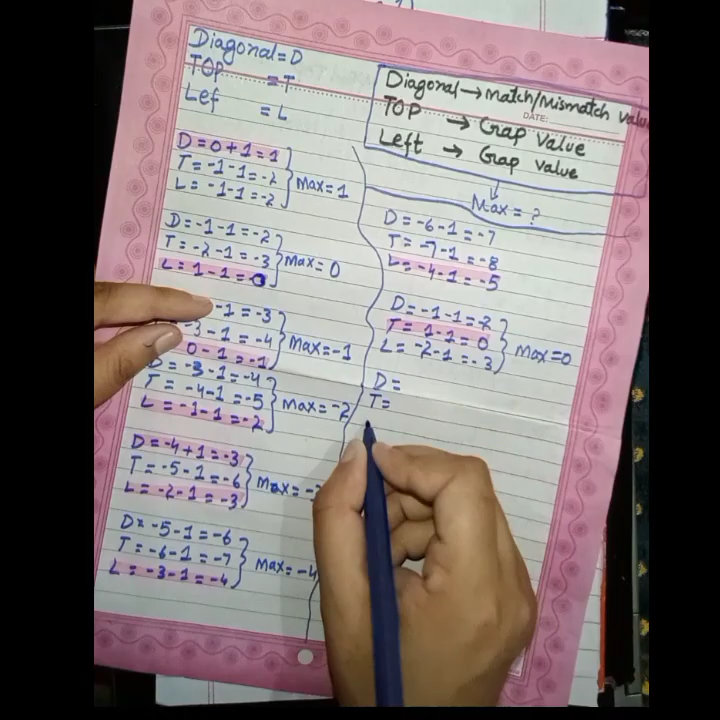 Diagonal = D
TOP = T
Lef = L
D = 0 + 1 = 1
T = -1 - 1 = -2
L = -1 - 1 = -2
Max = 1
D = -1 - 1 = -2
T = -2 - 1 = -3
L = 1 - 1 = 0
Max = 0
-1 = -3
-3 - 1 = -4
0 - 1 = -1
Max = -1
D = -3 - 1 = -4
T = -4 - 1 = -5
L = -1 - 1 = -2
Max = -2
D = -4 + 1 = -3
T = -5 - 1 = -6
L = -2 - 1 = -3
Max = -3
D = -5 - 1 = -6
T = -6 - 1 = -7
L = -3 - 1 = -4
Max = -4
DATE:
Diagonal → Match/Mismatch Value
TOP → Gap Value
Left → Gap Value
Max = ?
D = -6 - 1 = -7
T = -7 - 1 = -8
L = -4 - 1 = -5
D = -1 - 1 = -2
T = 1 - 1 = 0
L = -2 - 1 = -3
Max = 0
D =
T =